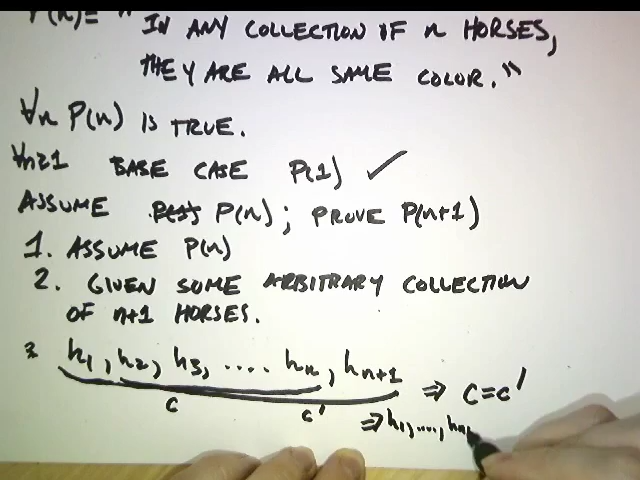 P(n) = "IN ANY COLLECTION OF n HORSES,
THEY ARE ALL SAME COLOR."
∀n P(n) IS TRUE.
∀n≥1 BASE CASE P(1) ✓
ASSUME P(n); PROVE P(n+1)
1. ASSUME P(n)
2. GIVEN SOME ARBITRARY COLLECTION
OF n+1 HORSES.
3 h1, h2, h3, .... hn, hn+1 ⇒ C=C'
C C'
⇒ h1, ...., hn